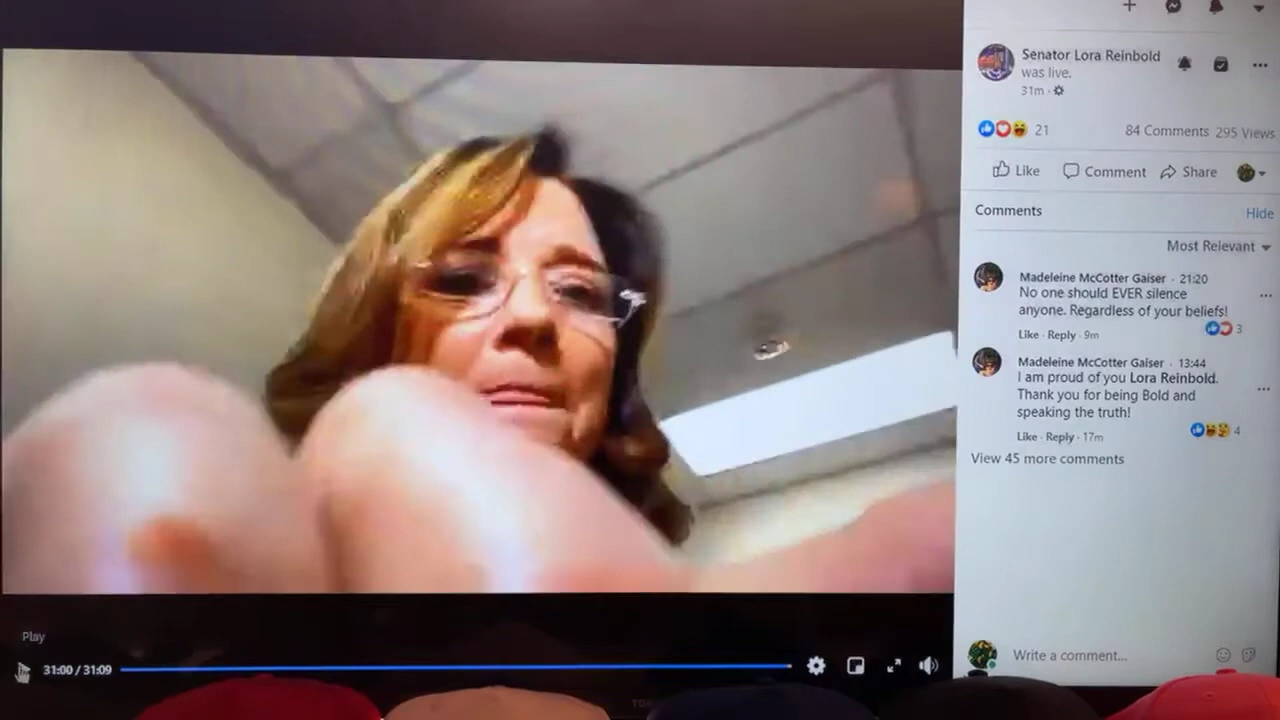 Senator Lora Reinbold
was live.
31m
21
84 Comments 295 Views
Like Comment Share
Comments
Hide
Most Relevant
Madeleine McCotter Gaiser · 21:20
No one should EVER silence
anyone. Regardless of your beliefs!
3
Like · Reply · 9m
Madeleine McCotter Gaiser · 13:44
I am proud of you Lora Reinbold.
Thank you for being Bold and
speaking the truth!
4
Like · Reply · 17m
View 45 more comments
Play
31:00 / 31:09
Write a comment...